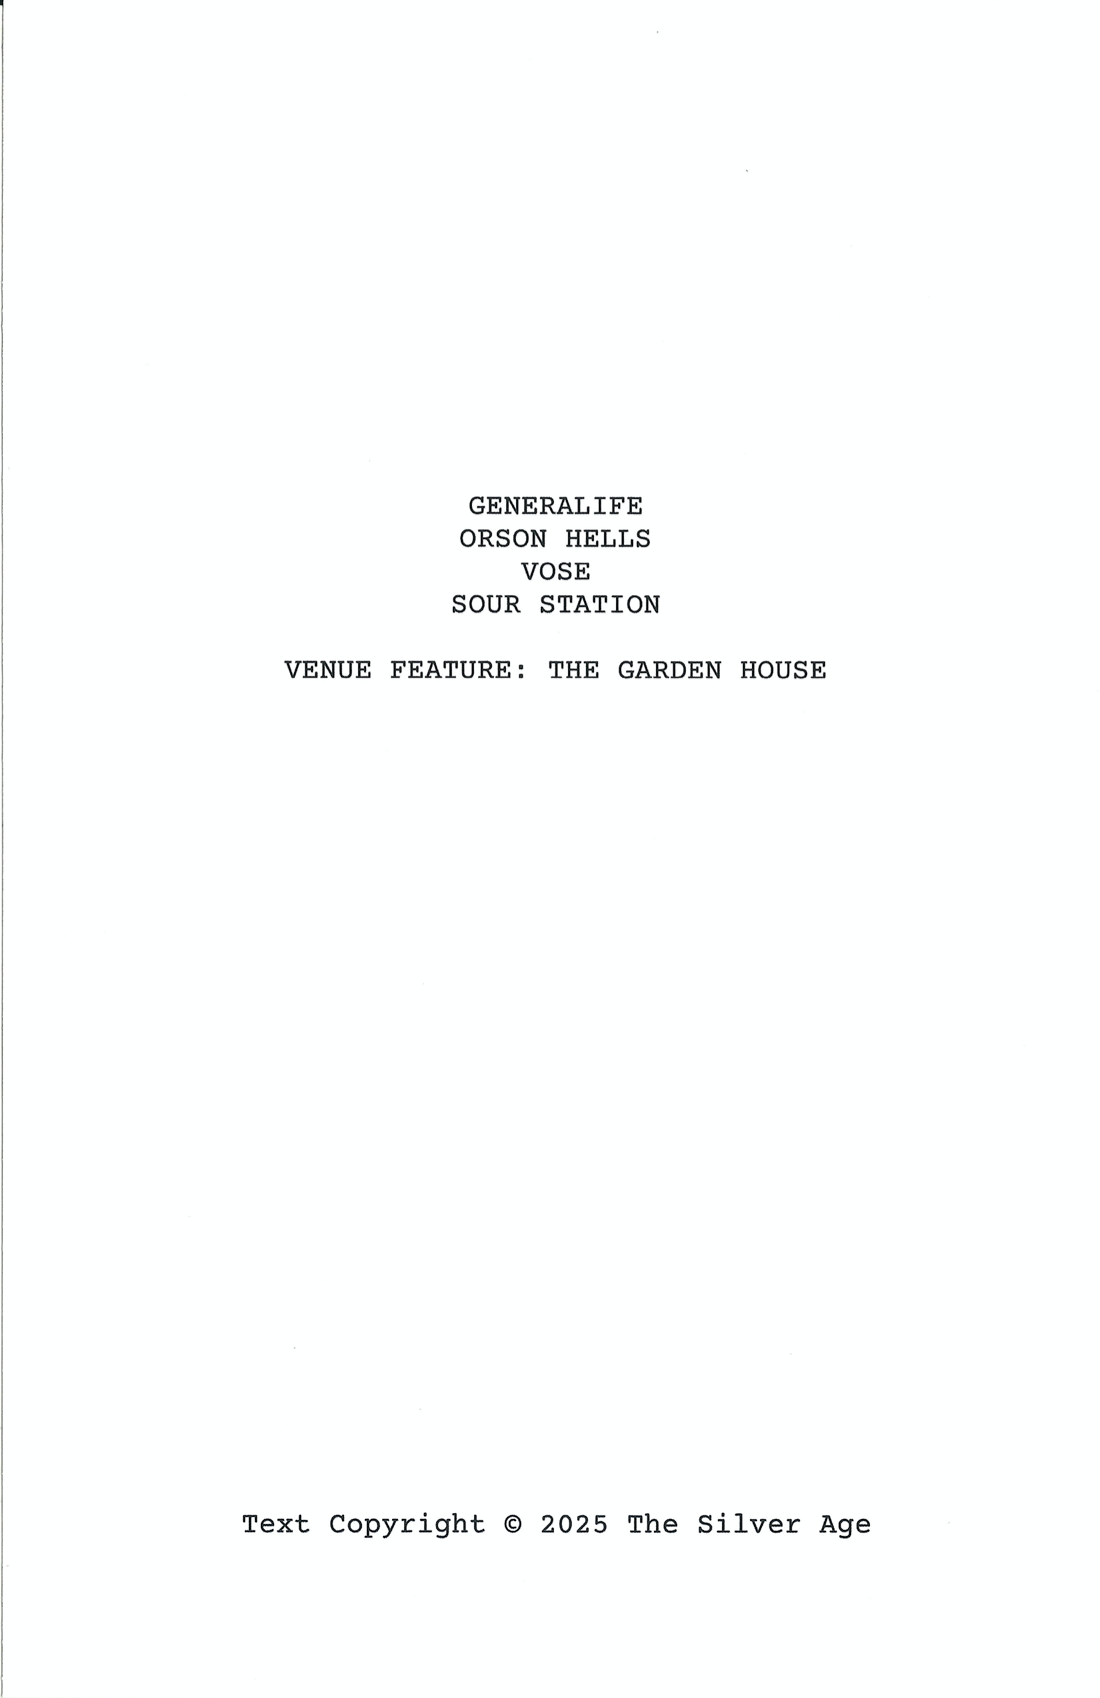 GENERALIFE
ORSON HELLS
VOSE
SOUR STATION
VENUE FEATURE: THE GARDEN HOUSE
Text Copyright © 2025 The Silver Age